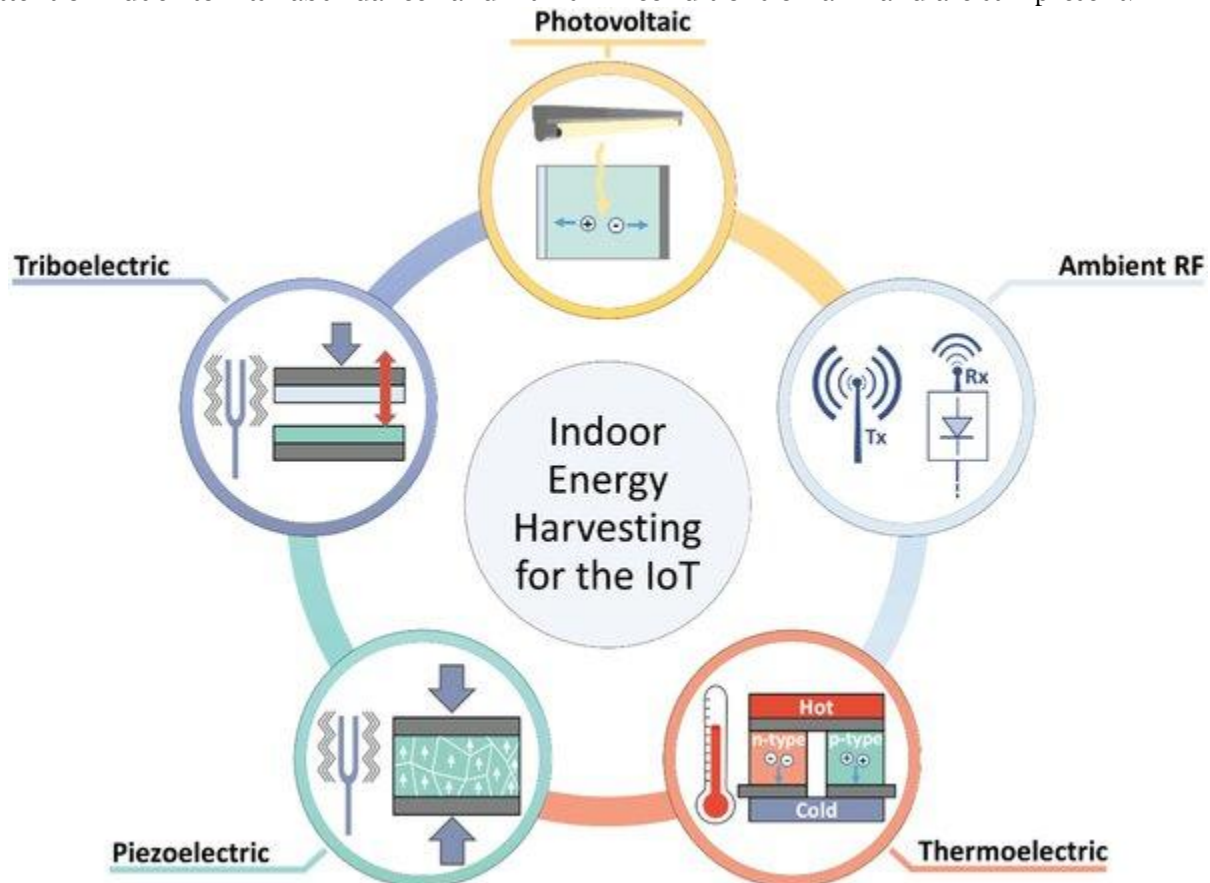 Photovoltaic
Triboelectric
Ambient RF
Rx
Tx
Indoor
Energy
Harvesting
for the IoT
Hot
n-type
p-type
Cold
Piezoelectric
Thermoelectric